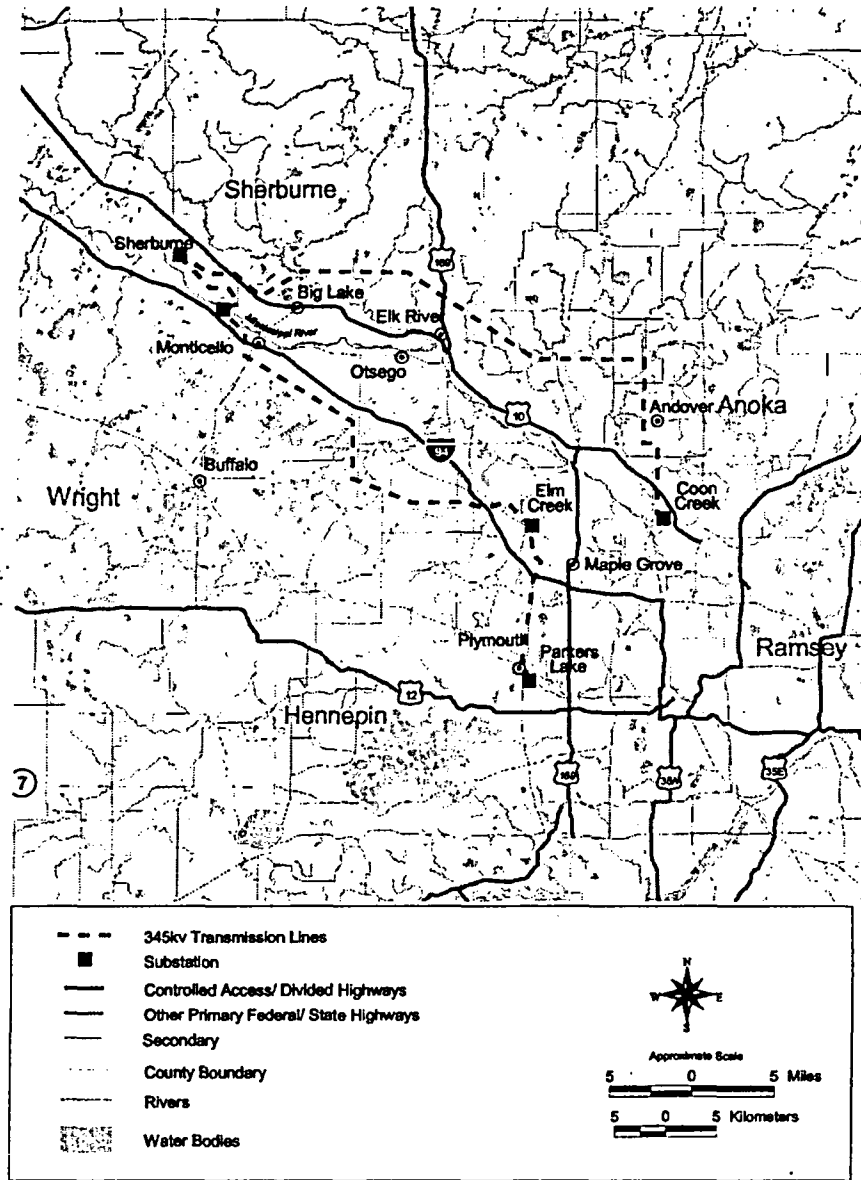 169
Sherburne
Sherburne
Big Lake
Mississippi River
Elk River
Monticello
Otsego
10
Andover
Anoka
94
Buffalo
Wright
Elm
Creek
Coon
Creek
Maple Grove
Plymouth
Parkers
Lake
Ramsey
12
Hennepin
7
169
35W
35E
345kv Transmission Lines
Substation
Controlled Access/ Divided Highways
Other Primary Federal/ State Highways
Secondary
County Boundary
Rivers
Water Bodies
N
W E
S
Approximate Scale
5 0 5 Miles
5 0 5 Kilometers